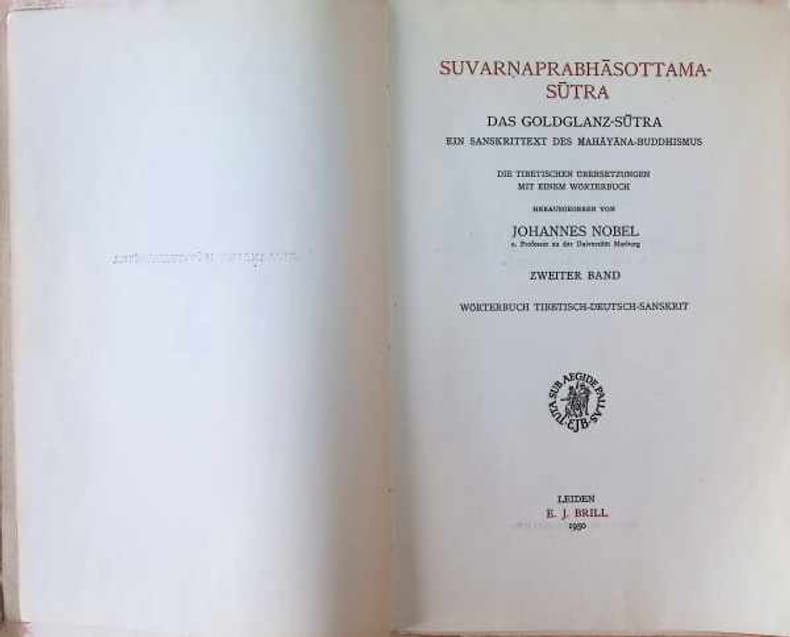 SUVARṆAPRABHĀSOTTAMA-
SŪTRA
DAS GOLDGLANZ-SŪTRA
EIN SANSKRITTEXT DES MAHĀYĀNA-BUDDHISMUS
DIE TIBETISCHEN ÜBERSETZUNGEN
MIT EINEM WÖRTERBUCH
HERAUSGEGEBEN VON
JOHANNES NOBEL
o. Professor an der Universität Marburg
ZWEITER BAND
WÖRTERBUCH TIBETISCH-DEUTSCH-SANSKRIT
TUTA SUB AEGIDE PALLAS
EJB
LEIDEN
E. J. BRILL
1950